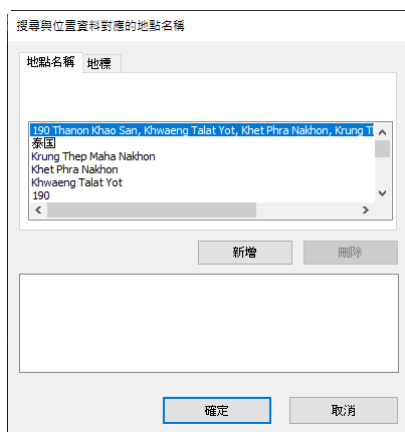 搜尋與位置資料對應的地點名稱
地點名稱 地標
190 Thanon Khao San, Khwaeng Talat Yot, Khet Phra Nakhon, Krung
泰国
Krung Thep Maha Nakhon
Khet Phra Nakhon
Khwaeng Talat Yot
190
新增 刪除
確定 取消